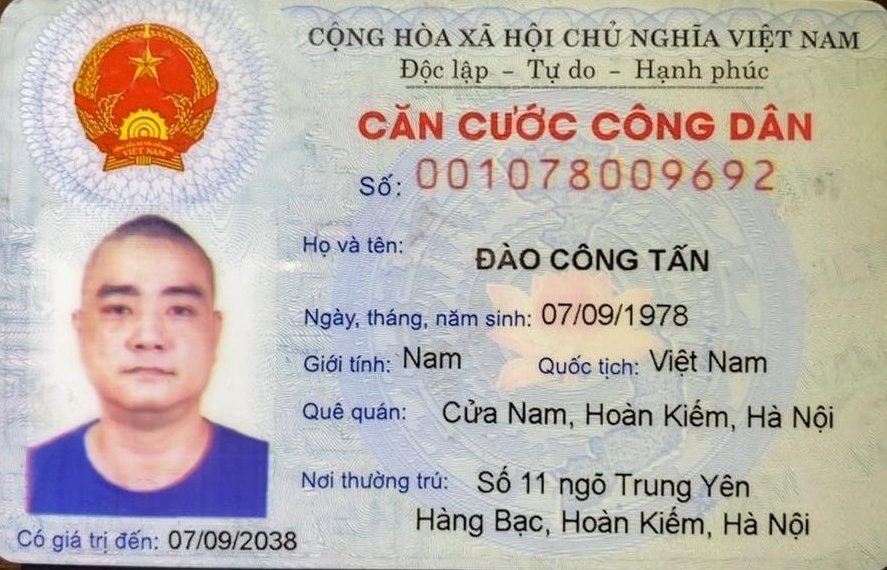 CỘNG HÒA XÃ HỘI CHỦ NGHĨA VIỆT NAM
Độc lập - Tự do - Hạnh phúc
CĂN CƯỚC CÔNG DÂN
Số: 001078009692
Họ và tên: ĐÀO CÔNG TẤN
Ngày, tháng, năm sinh: 07/09/1978
Giới tính: Nam Quốc tịch: Việt Nam
Quê quán: Cửa Nam, Hoàn Kiếm, Hà Nội
Nơi thường trú: Số 11 ngõ Trung Yên
Hàng Bạc, Hoàn Kiếm, Hà Nội
Có giá trị đến: 07/09/2038
VIỆT NAM